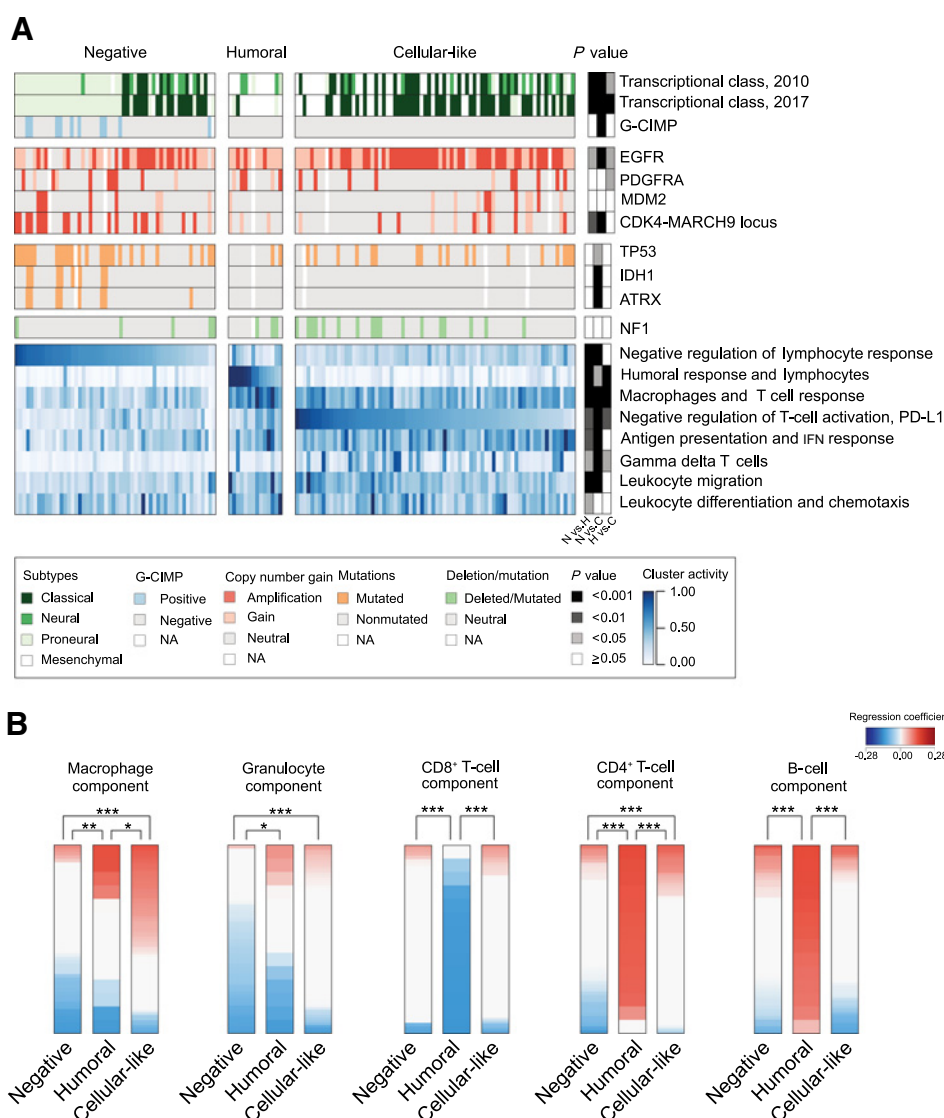 A
Negative
Humoral
Cellular-like
P value
Transcriptional class, 2010
Transcriptional class, 2017
G-CIMP
EGFR
PDGFRA
MDM2
CDK4-MARCH9 locus
TP53
IDH1
ATRX
NF1
Negative regulation of lymphocyte response
Humoral response and lymphocytes
Macrophages and T cell response
Negative regulation of T-cell activation, PD-L1
Antigen presentation and IFN response
Gamma delta T cells
Leukocyte migration
Leukocyte differentiation and chemotaxis
N vs.H
N vs.C
H vs.C
Subtypes
Classical
Neural
Proneural
Mesenchymal
G-CIMP
Positive
Negative
NA
Copy number gain
Amplification
Gain
Neutral
NA
Mutations
Mutated
Nonmutated
NA
Deletion/mutation
Deleted/Mutated
Neutral
NA
P value
<0.001
<0.01
<0.05
≥0.05
Cluster activity
1.00
0.50
0.00
B
Regression coefficien
-0.28 0.00 0.28
Macrophage
component
***
** *
Negative
Humoral
Cellular-like
Granulocyte
component
***
*
Negative
Humoral
Cellular-like
CD8+ T-cell
component
*** ***
Negative
Humoral
Cellular-like
CD4+ T-cell
component
***
*** ***
Negative
Humoral
Cellular-like
B-cell
component
*** ***
Negative
Humoral
Cellular-like